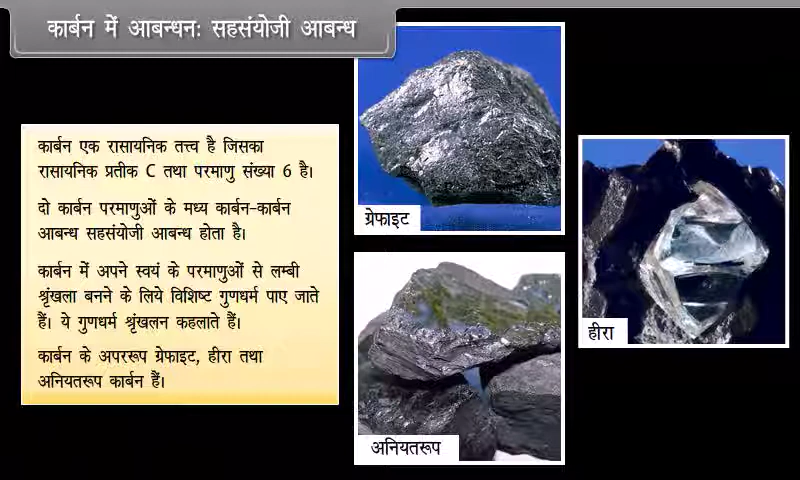 कार्बन में आबन्धनः सहसंयोजी आबन्ध
कार्बन एक रासायनिक तत्त्व है जिसका
रासायनिक प्रतीक C तथा परमाणु संख्या 6 है।
दो कार्बन परमाणुओं के मध्य कार्बन-कार्बन
आबन्ध सहसंयोजी आबन्ध होता है।
कार्बन में अपने स्वयं के परमाणुओं से लम्बी
श्रृंखला बनने के लिये विशिष्ट गुणधर्म पाए जाते
हैं। ये गुणधर्म श्रृंखलन कहलाते हैं।
कार्बन के अपररूप ग्रेफाइट, हीरा तथा
अनियतरूप कार्बन हैं।
ग्रेफाइट
हीरा
अनियतरूप